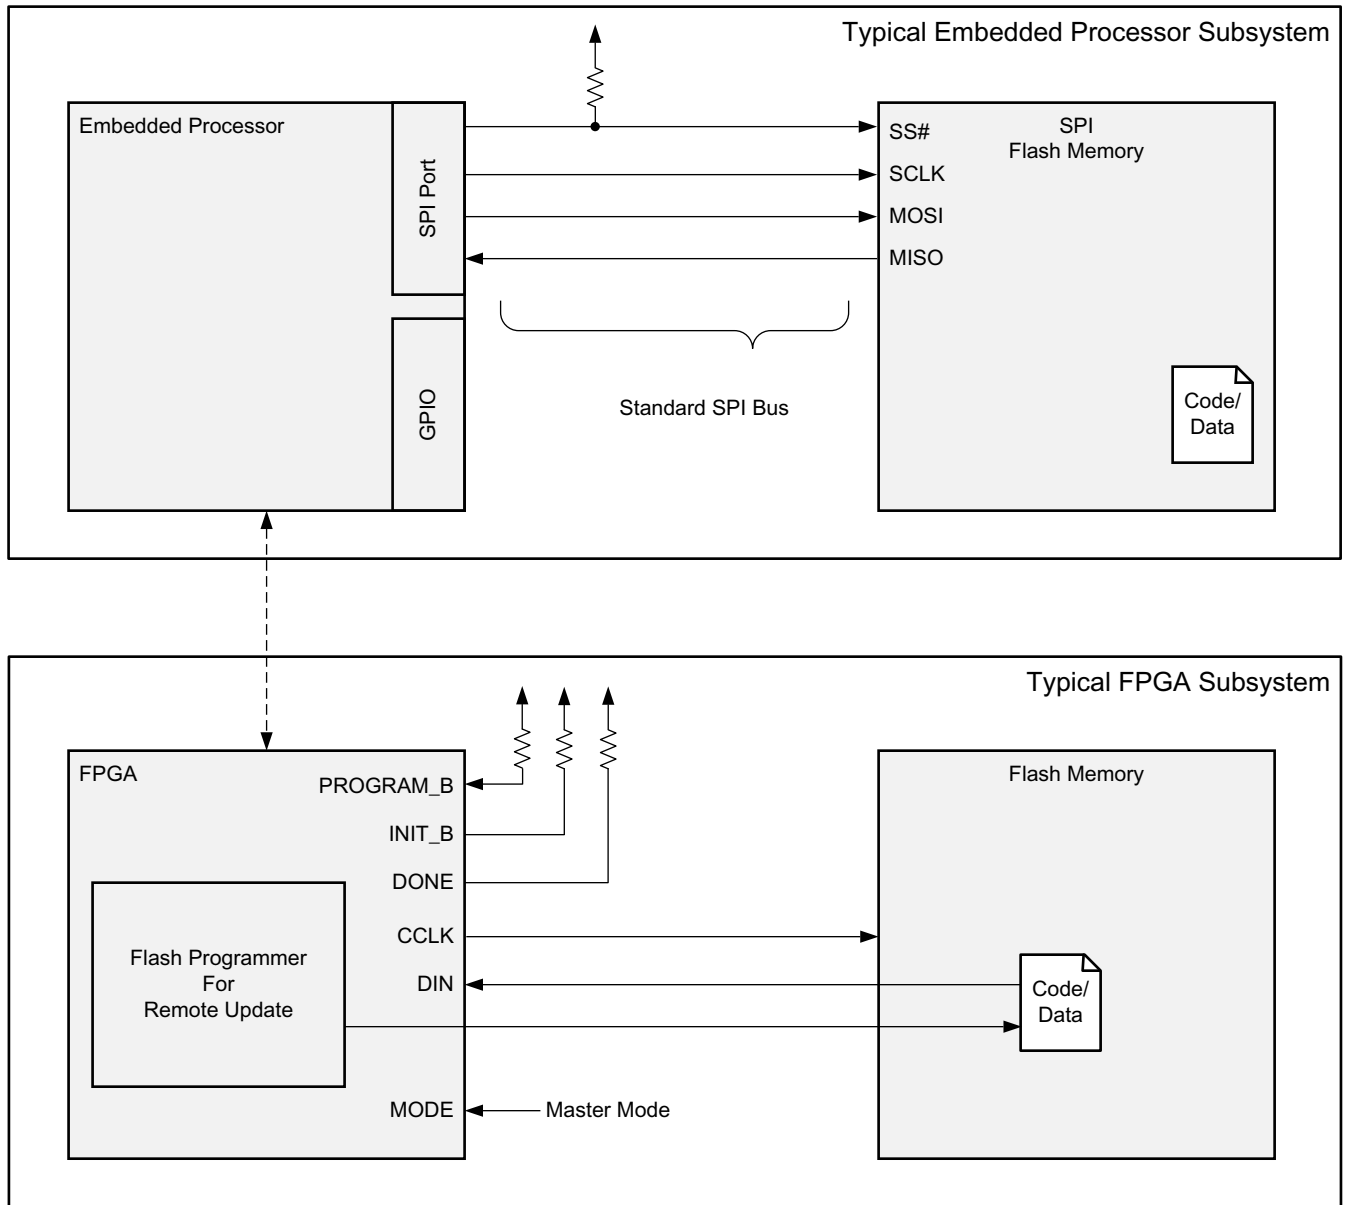 Typical Embedded Processor Subsystem
Embedded Processor
SPI Port
GPIO
SS#
SCLK
MOSI
MISO
SPI
Flash Memory
Standard SPI Bus
Code/
Data
Typical FPGA Subsystem
FPGA
PROGRAM_B
INIT_B
DONE
CCLK
DIN
MODE
Flash Programmer
For
Remote Update
Master Mode
Flash Memory
Code/
Data